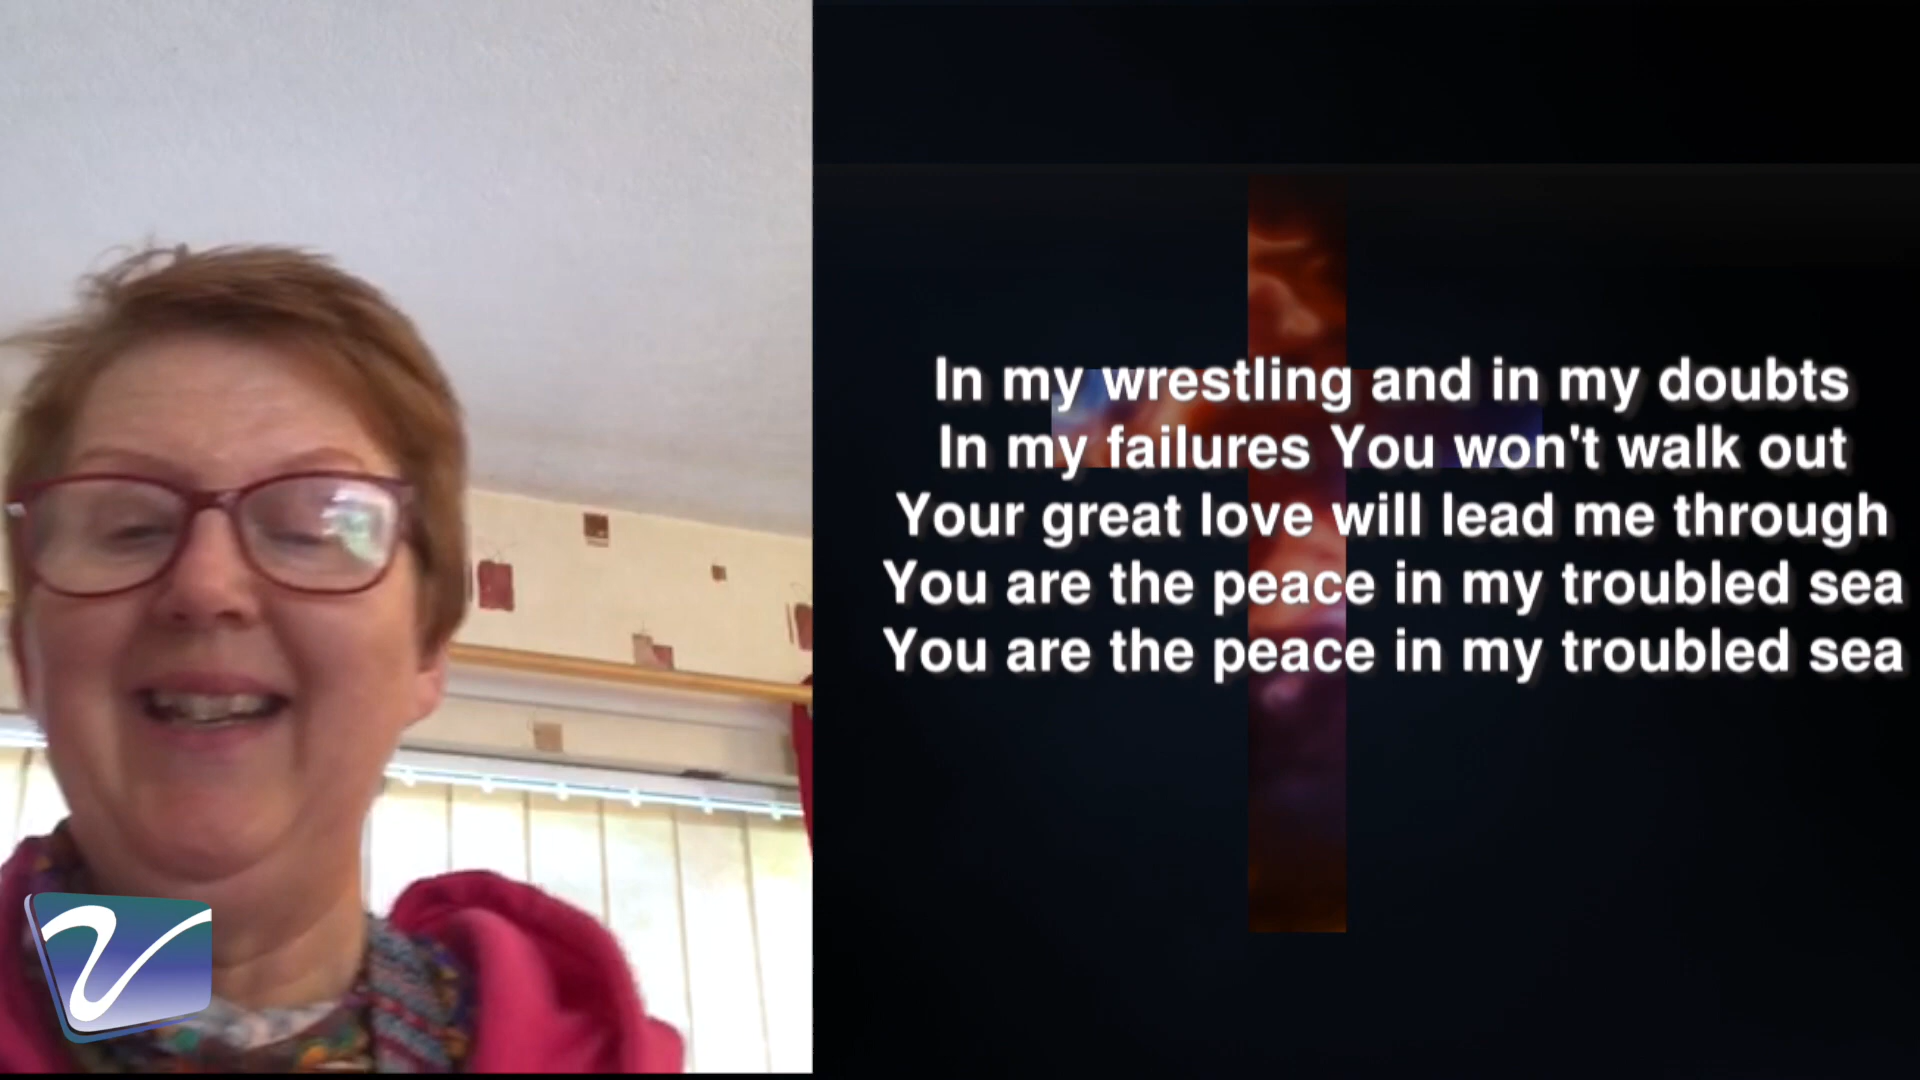 In my wrestling and in my doubts
In my failures You won't walk out
Your great love will lead me through
You are the peace in my troubled sea
You are the peace in my troubled sea